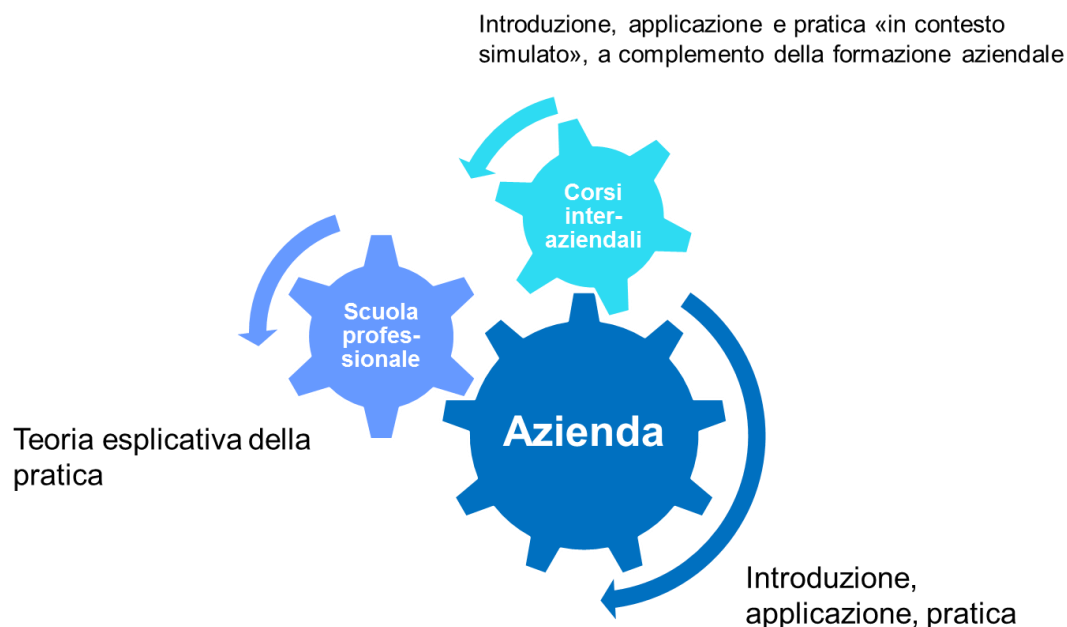 Introduzione, applicazione e pratica «in contesto
simulato», a complemento della formazione aziendale
Corsi
inter-
aziendali
Scuola
profes-
sionale
Azienda
Teoria esplicativa della
pratica
Introduzione,
applicazione, pratica